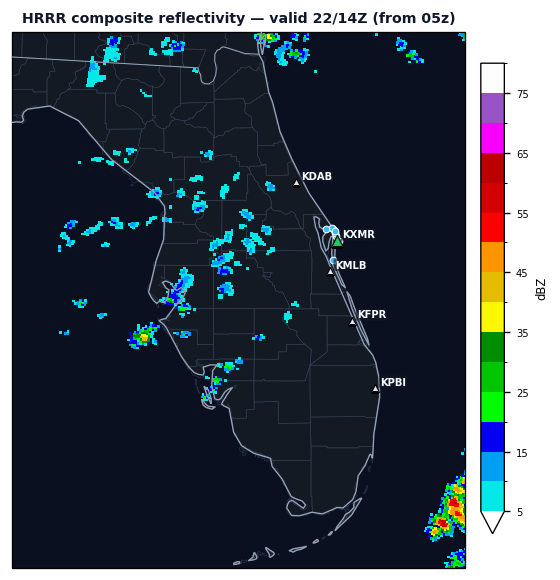 HRRR composite reflectivity — valid 22/14Z (from 05z)
KDAB
KXMR
KMLB
KFPR
KPBI
75
65
55
45
35
25
15
5
dBZ